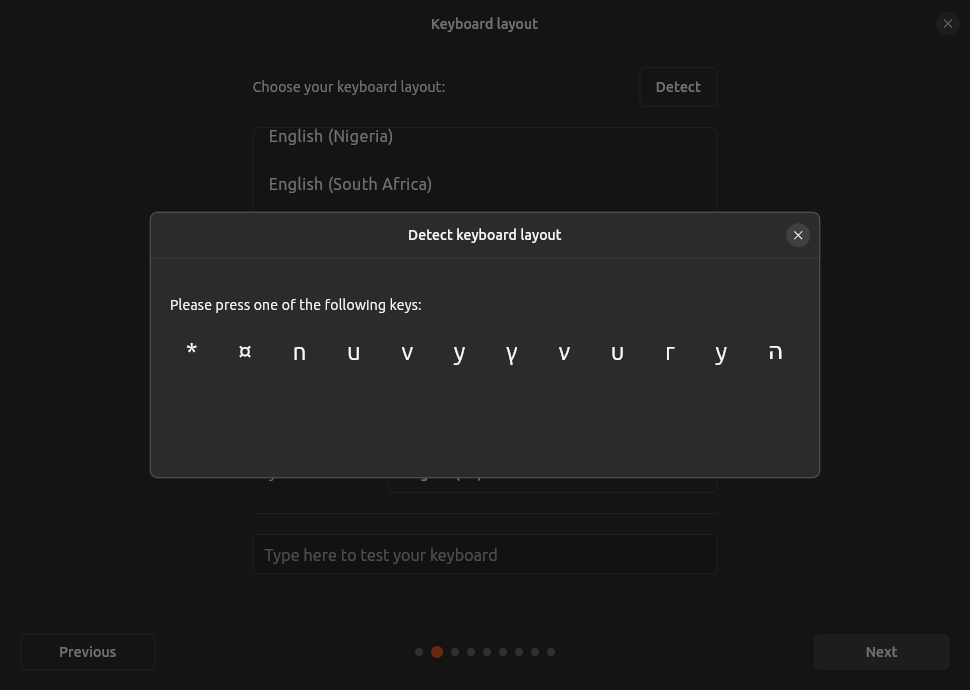 Keyboard layout
Choose your keyboard layout:
Detect
English (Nigeria)
English (South Africa)
Detect keyboard layout
Please press one of the following keys:
* ¤ n u v y γ ν υ г у ה
Type here to test your keyboard
Previous
Next